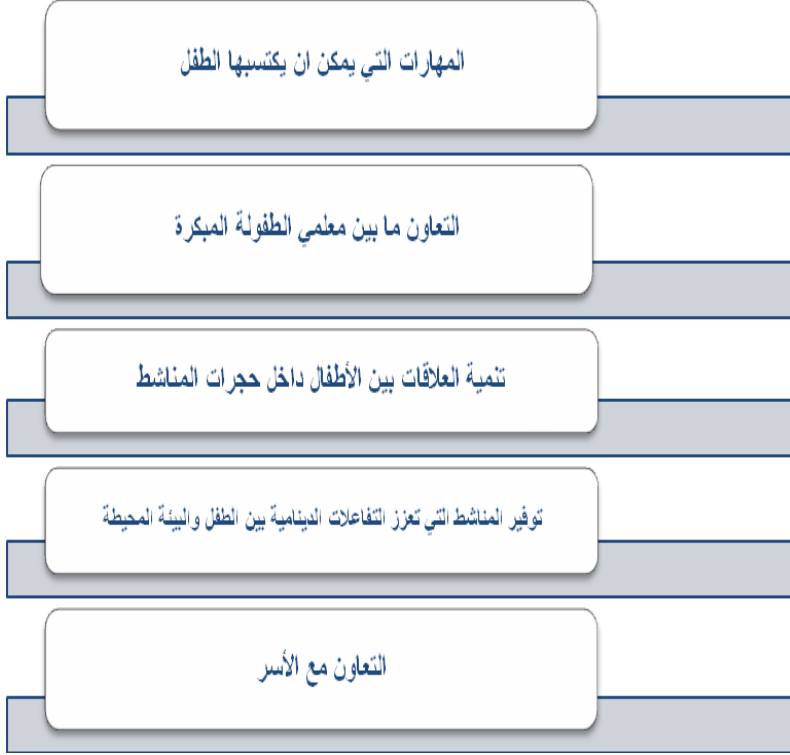 المهارات التي يمكن ان يكتسبها الطفل
التعاون ما بين معلمي الطفولة المبكرة
تنمية العلاقات بين الأطفال داخل حجرات المناشط
توفير المناشط التي تعزز التفاعلات الدينامية بين الطفل والبيئة المحيطة
التعاون مع الأسر